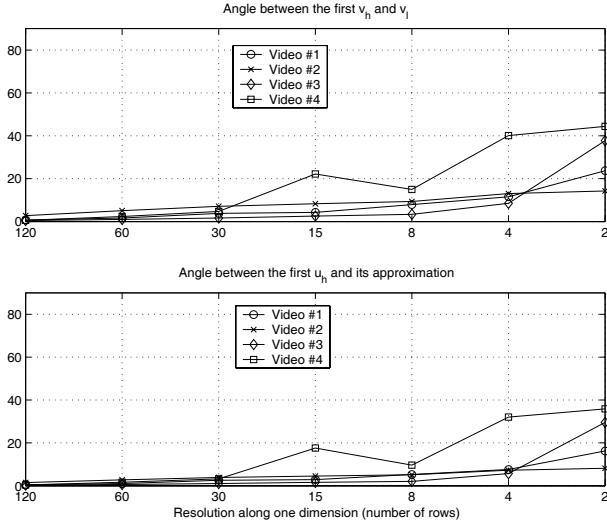 Angle between the first v_h and v_l
80
60
40
20
0
Video #1
Video #2
Video #3
Video #4
120 60 30 15 8 4 2
Angle between the first u_h and its approximation
80
60
40
20
0
Video #1
Video #2
Video #3
Video #4
120 60 30 15 8 4 2
Resolution along one dimension (number of rows)